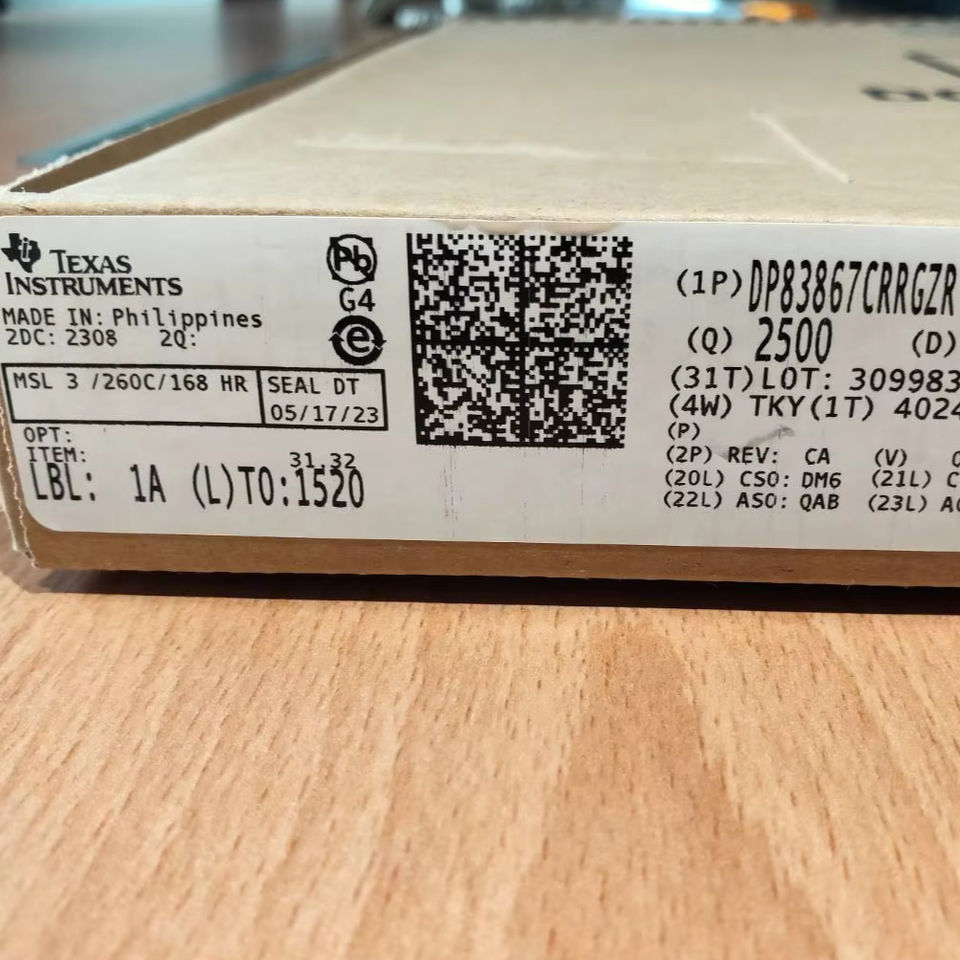 TEXAS
INSTRUMENTS
MADE IN: Philippines
2DC: 2308 2Q:
MSL 3 /260C/168 HR
SEAL DT
05/17/23
OPT:
ITEM:
31,32
LBL: 1A (L)TO:1520
Pb
G4
e
(1P) DP83867CRRGZR
(Q) 2500 (D)
(31T) LOT: 309983
(4W) TKY (1T) 4024
(P)
(2P) REV: CA (V)
(20L) CSO: DM6 (21L) C
(22L) ASO: QAB (23L)